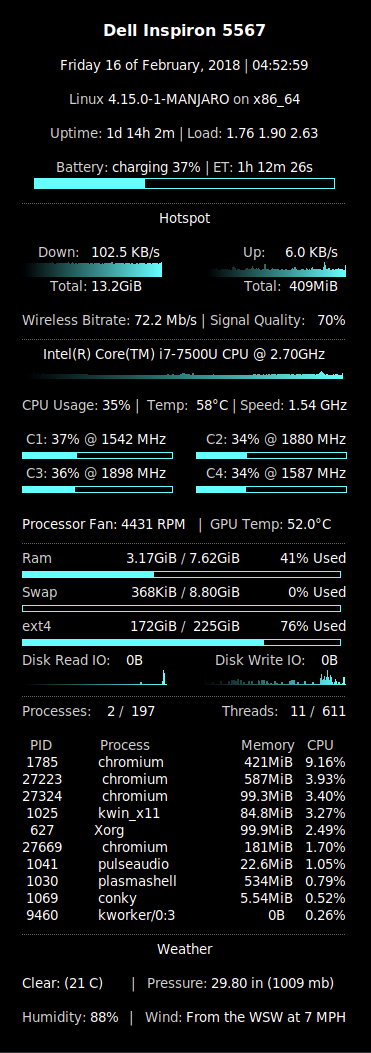 Dell Inspiron 5567
Friday 16 of February, 2018 | 04:52:59
Linux 4.15.0-1-MANJARO on x86_64
Uptime: 1d 14h 2m | Load: 1.76 1.90 2.63
Battery: charging 37% | ET: 1h 12m 26s
Hotspot
Down: 102.5 KB/s Up: 6.0 KB/s
Total: 13.2GiB Total: 409MiB
Wireless Bitrate: 72.2 Mb/s | Signal Quality: 70%
Intel(R) Core(TM) i7-7500U CPU @ 2.70GHz
CPU Usage: 35% | Temp: 58°C | Speed: 1.54 GHz
C1: 37% @ 1542 MHz C2: 34% @ 1880 MHz
C3: 36% @ 1898 MHz C4: 34% @ 1587 MHz
Processor Fan: 4431 RPM | GPU Temp: 52.0°C
Ram 3.17GiB / 7.62GiB 41% Used
Swap 368KiB / 8.80GiB 0% Used
ext4 172GiB / 225GiB 76% Used
Disk Read IO: 0B Disk Write IO: 0B
Processes: 2 / 197 Threads: 11 / 611
PID Process Memory CPU
1785 chromium 421MiB 9.16%
27223 chromium 587MiB 3.93%
27324 chromium 99.3MiB 3.40%
1025 kwin_x11 84.8MiB 3.27%
627 Xorg 99.9MiB 2.49%
27669 chromium 181MiB 1.70%
1041 pulseaudio 22.6MiB 1.05%
1030 plasmashell 534MiB 0.79%
1069 conky 5.54MiB 0.52%
9460 kworker/0:3 0B 0.26%
Weather
Clear: (21 C) | Pressure: 29.80 in (1009 mb)
Humidity: 88% | Wind: From the WSW at 7 MPH